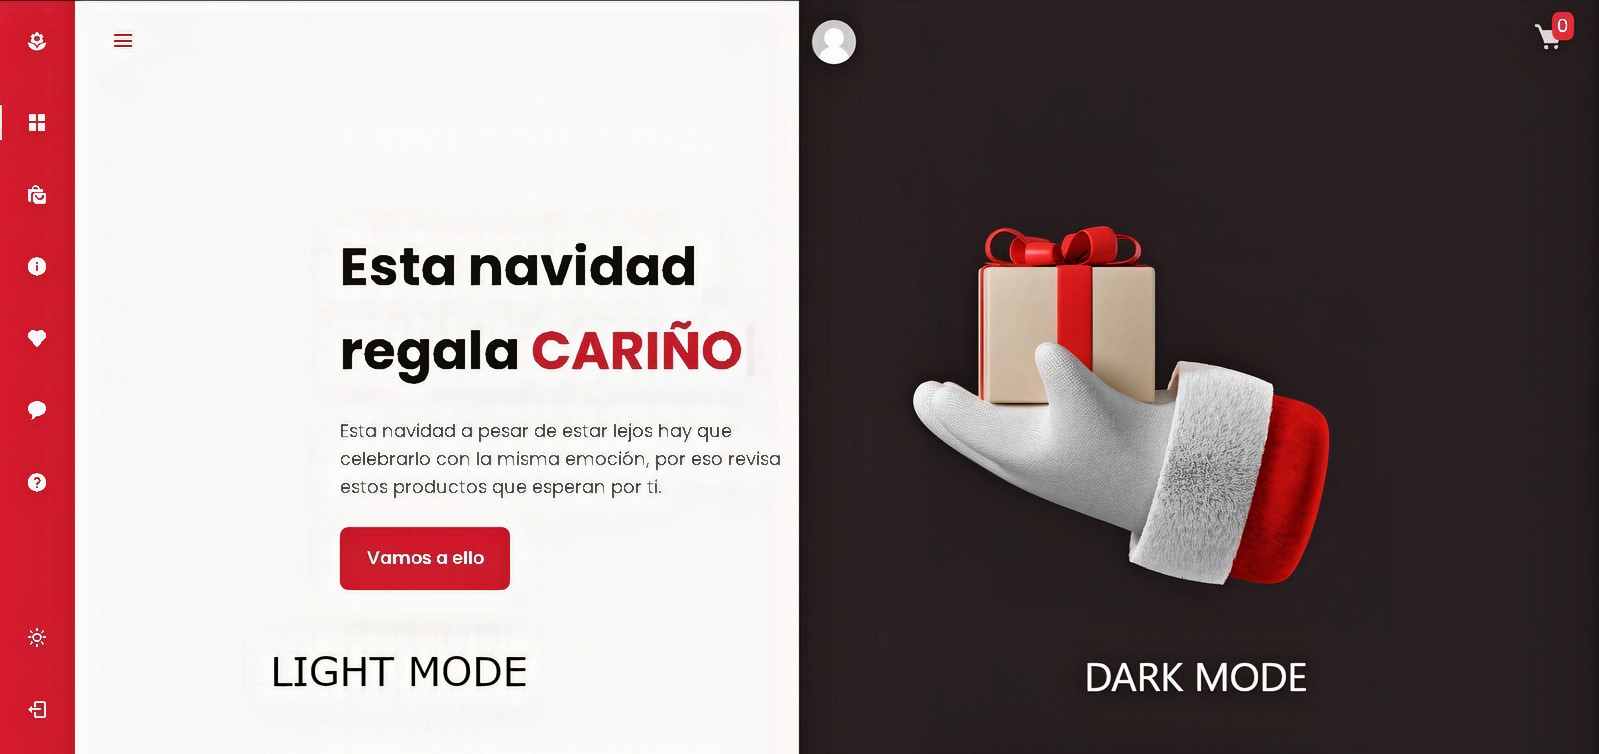 0
Esta navidad
regala CARIÑO
Esta navidad a pesar de estar lejos hay que
celebrarlo con la misma emoción, por eso revisa
estos productos que esperan por ti.
Vamos a ello
LIGHT MODE
DARK MODE